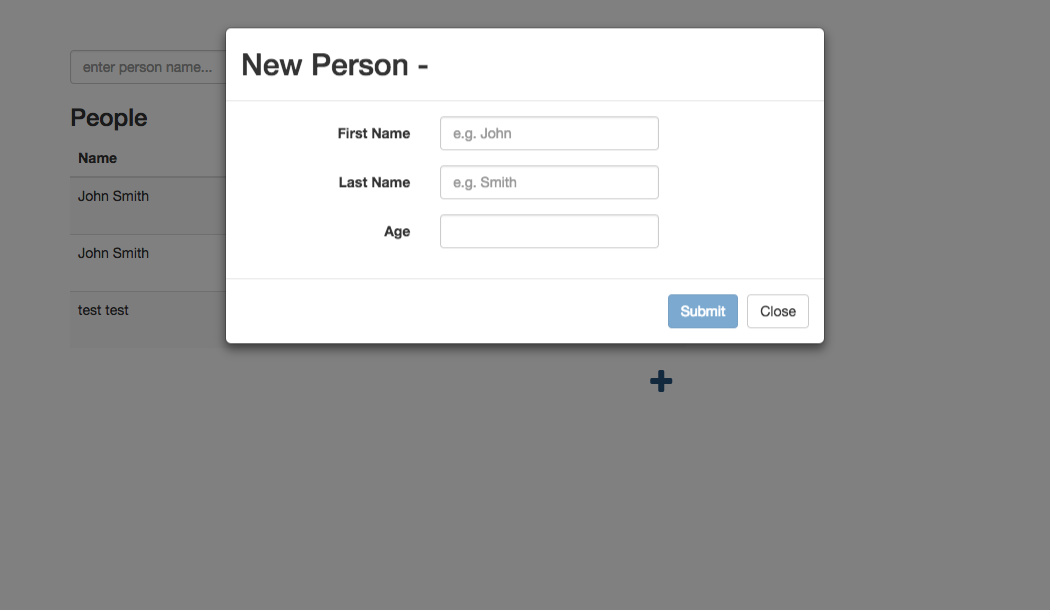 New Person -
First Name
e.g. John
Last Name
e.g. Smith
Age
Submit Close
enter person name...
People
Name
John Smith
John Smith
test test